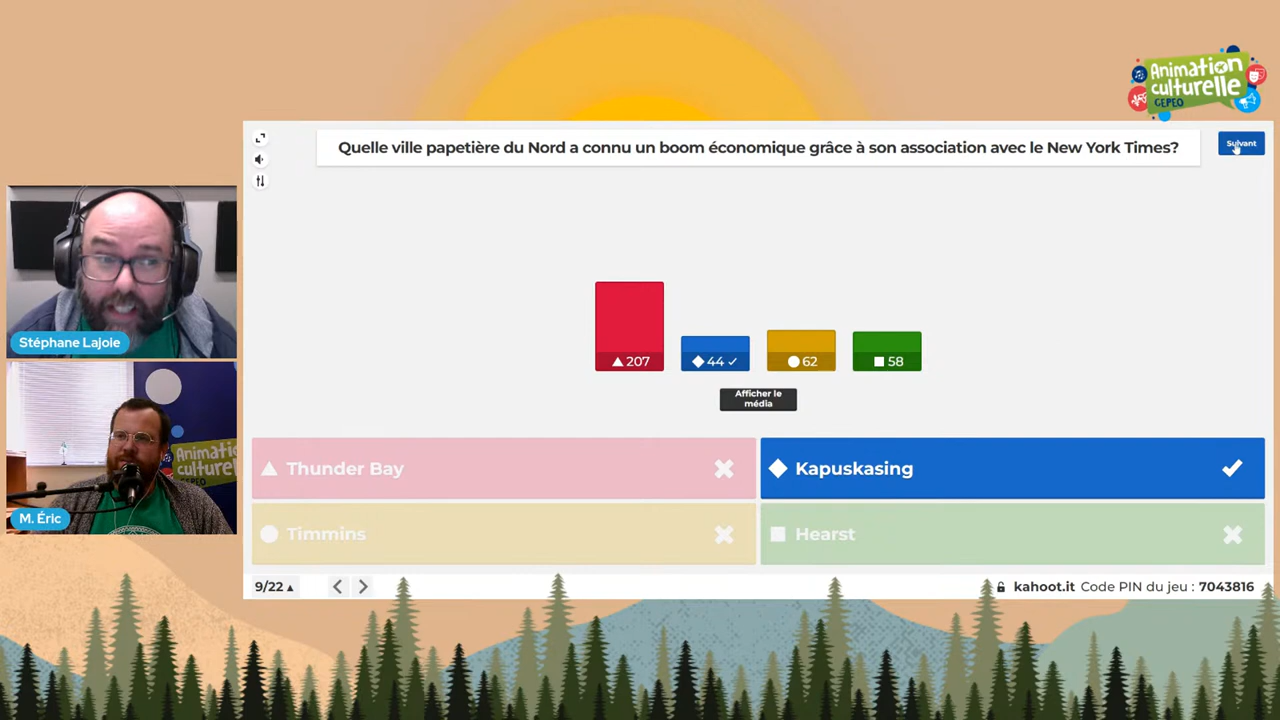 Animation
culturelle
CEPEO
Quelle ville papetière du Nord a connu un boom économique grâce à son association avec le New York Times?
Suivant
207
44
62
58
Afficher le
média
Thunder Bay
Kapuskasing
Timmins
Hearst
9/22
kahoot.it Code PIN du jeu : 7043816
Stéphane Lajoie
Animation
culturelle
M. Éric